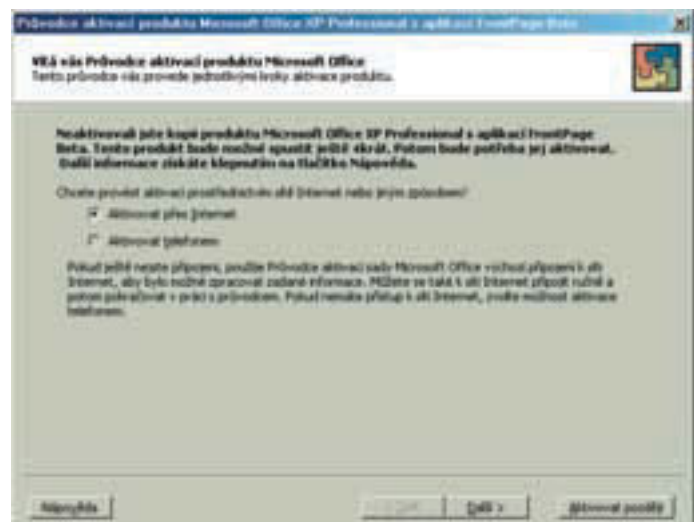 Průvodce aktivací produktu Microsoft Office XP Professional s aplikací FrontPage Beta
Vítá vás Průvodce aktivací produktu Microsoft Office
Tento průvodce vás provede jednotlivými kroky aktivace produktu.
Neaktivovali jste kopii produktu Microsoft Office XP Professional s aplikací FrontPage
Beta. Tento produkt bude možné spustit ještě 4krát. Potom bude potřeba jej aktivovat.
Další informace získáte klepnutím na tlačítko Nápověda.
Chcete provést aktivaci prostřednictvím sítě Internet nebo jiným způsobem?
Aktivovat přes Internet
Aktivovat telefonem
Pokud ještě nejste připojeni, použije Průvodce aktivací sady Microsoft Office výchozí připojení k síti
Internet, aby bylo možné zpracovat zadané informace. Můžete se také k síti Internet připojit ručně a
potom pokračovat v práci s průvodcem. Pokud nemáte přístup k síti Internet, zvolte možnost aktivace
telefonem.
Nápověda
Další >
Aktivovat později